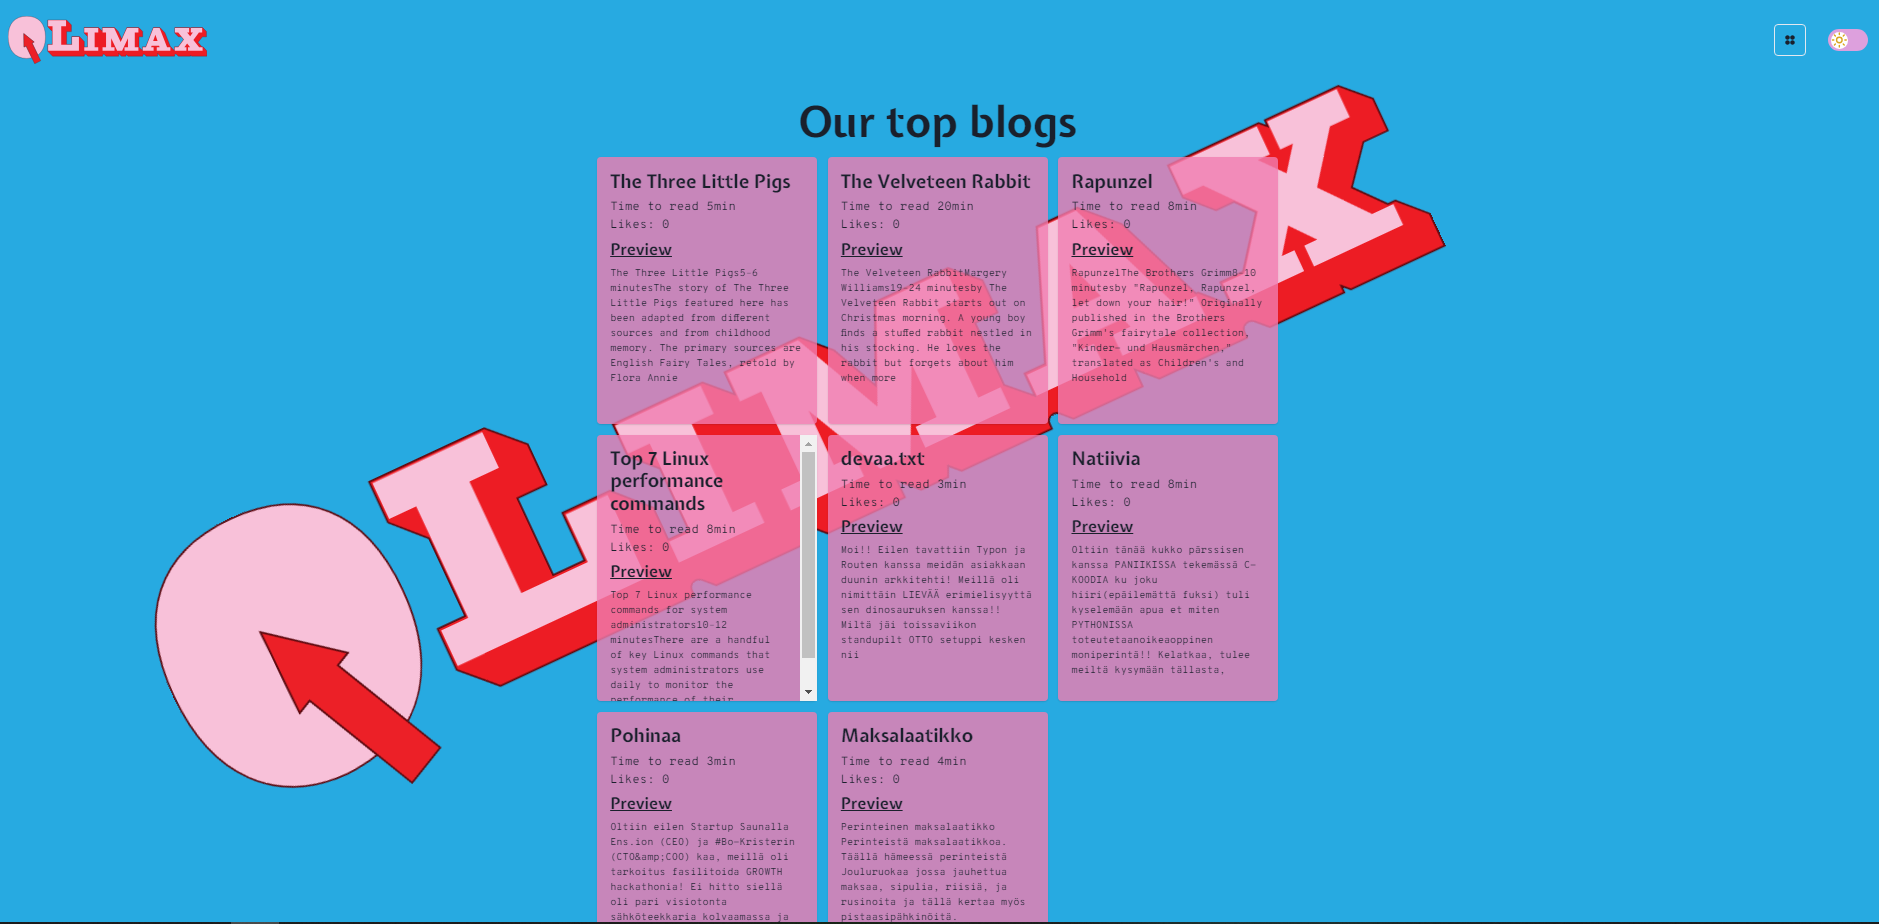 QLIMAX
Our top blogs
The Three Little Pigs
Time to read 5min
Likes: 0
Preview
The Three Little Pigs5-6
minutesThe story of The Three
Little Pigs featured here has
been adapted from different
sources and from childhood
memory. The primary sources are
English Fairy Tales, retold by
Flora Annie
The Velveteen Rabbit
Time to read 20min
Likes: 0
Preview
The Velveteen RabbitMargery
Williams19-24 minutesby The
Velveteen Rabbit starts out on
Christmas morning. A young boy
finds a stuffed rabbit nestled in
his stocking. He loves the
rabbit but forgets about him
when more
Rapunzel
Time to read 8min
Likes: 0
Preview
RapunzelThe Brothers Grimm8-10
minutesby "Rapunzel, Rapunzel,
let down your hair!" Originally
published in the Brothers
Grimm's fairytale collection,
"Kinder- und Hausmärchen,"
translated as Children's and
Household
Top 7 Linux
performance
commands
Time to read 8min
Likes: 0
Preview
Top 7 Linux performance
commands for system
administrators10-12
minutesThere are a handful
of key Linux commands that
system administrators use
daily to monitor the
performance of their
devaa.txt
Time to read 3min
Likes: 0
Preview
Moi!! Eilen tavattiin Typon ja
Routen kanssa meidän asiakkaan
duunin arkkitehti! Meillä oli
nimittäin LIEVÄÄ erimielisyyttä
sen dinosauruksen kanssa!!
Miltä jäi toissaviikon
standupilt OTTO setuppi kesken
nii
Natiivia
Time to read 8min
Likes: 0
Preview
Oltiin tänää kukko pärssisen
kanssa PANIIKISSA tekemässä C-
KOODIA ku joku
hiiri(epäilemättä fuksi) tuli
kyselemään apua et miten
PYTHONISSA
toteutetaanoikeaoppinen
moniperintä!! Kelatkaa, tulee
meiltä kysymään tällasta,
Pohinaa
Time to read 3min
Likes: 0
Preview
Oltiin eilen Startup Saunalla
Ens.ion (CEO) ja #Bo-Kristerin
(CTO&amp;COO) kaa, meillä oli
tarkoitus fasilitoida GROWTH
hackathonia! Ei hitto siellä
oli pari visiotonta
sähköteekkaria kolvaamassa ja
Maksalaatikko
Time to read 4min
Likes: 0
Preview
Perinteinen maksalaatikko
Perinteistä maksalaatikkoa.
Täällä hämeessä perinteistä
Jouluruokaa jossa jauhettua
maksaa, sipulia, riisiä, ja
rusinoita ja tällä kertaa myös
pistaasipähkinöitä.
QLIMAX